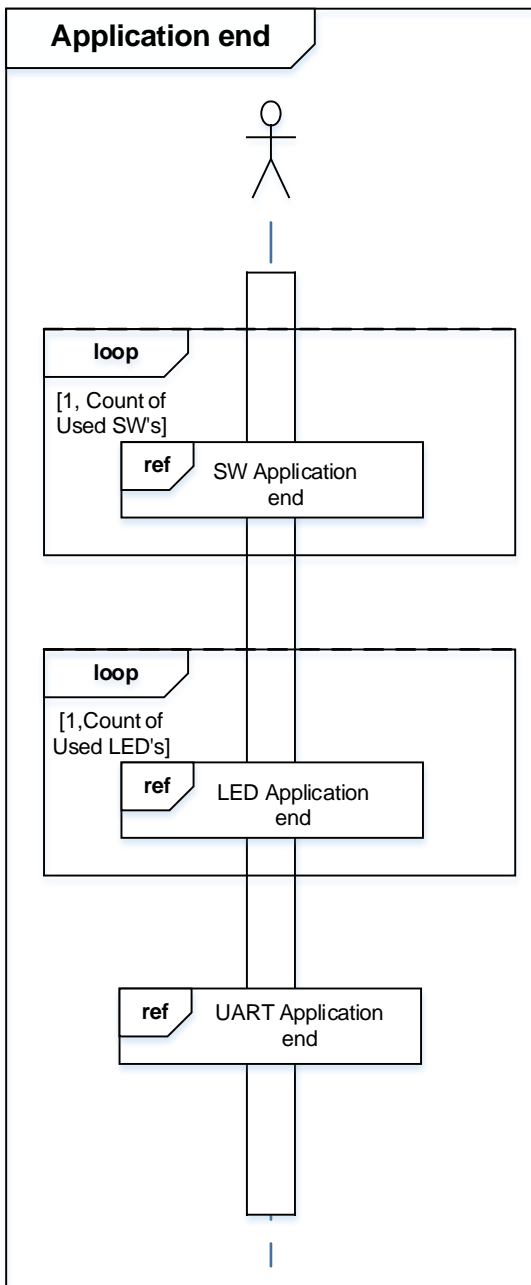 Application end
loop
[1, Count of
Used SW's]
ref
SW Application
end
loop
[1,Count of
Used LED's]
ref
LED Application
end
ref
UART Application
end